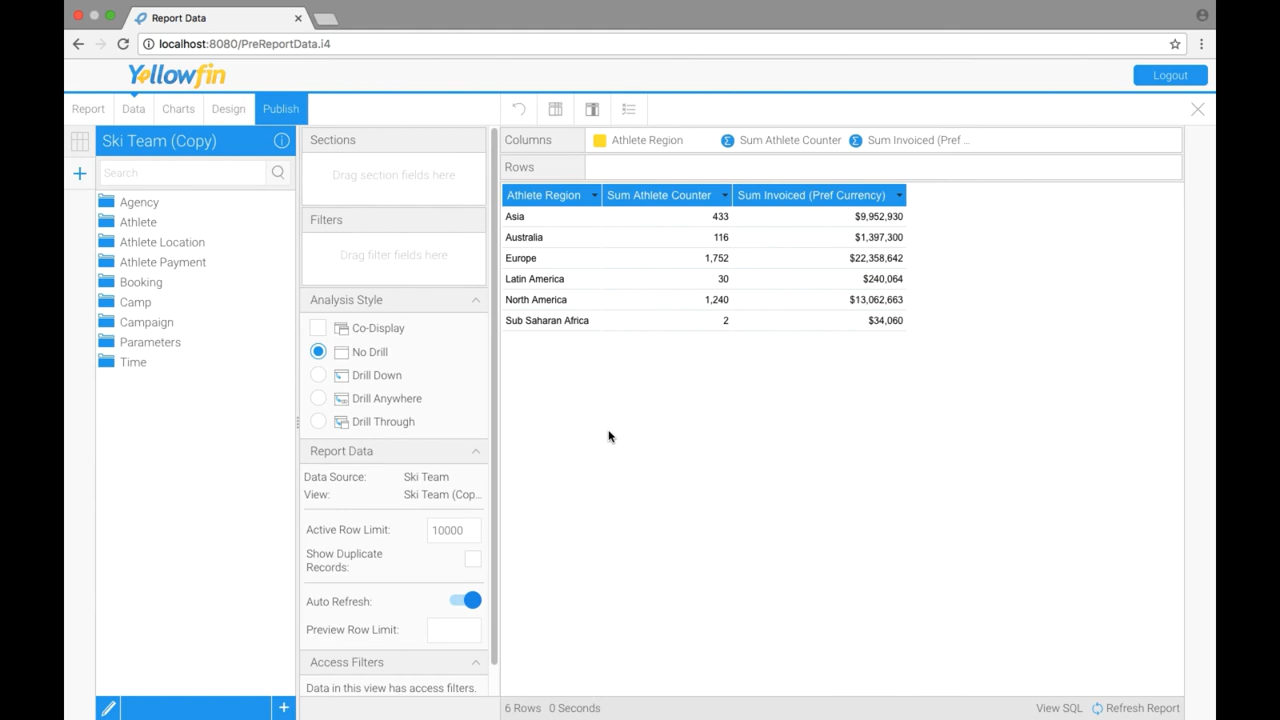 Report Data
localhost:8080/PreReportData.i4
Yellowfin
Logout
Report Data Charts Design Publish
Ski Team (Copy)
Search
Agency
Athlete
Athlete Location
Athlete Payment
Booking
Camp
Campaign
Parameters
Time
Sections
Drag section fields here
Filters
Drag filter fields here
Analysis Style
Co-Display
No Drill
Drill Down
Drill Anywhere
Drill Through
Report Data
Data Source: Ski Team
View: Ski Team (Cop...
Active Row Limit: 10000
Show Duplicate
Records:
Auto Refresh:
Preview Row Limit:
Access Filters
Data in this view has access filters.
Columns Athlete Region Sum Athlete Counter Sum Invoiced (Pref ...
Rows
Athlete Region Sum Athlete Counter Sum Invoiced (Pref Currency)
Asia 433 $9,952,930
Australia 116 $1,397,300
Europe 1,752 $22,358,642
Latin America 30 $240,064
North America 1,240 $13,062,663
Sub Saharan Africa 2 $34,060
6 Rows 0 Seconds View SQL Refresh Report